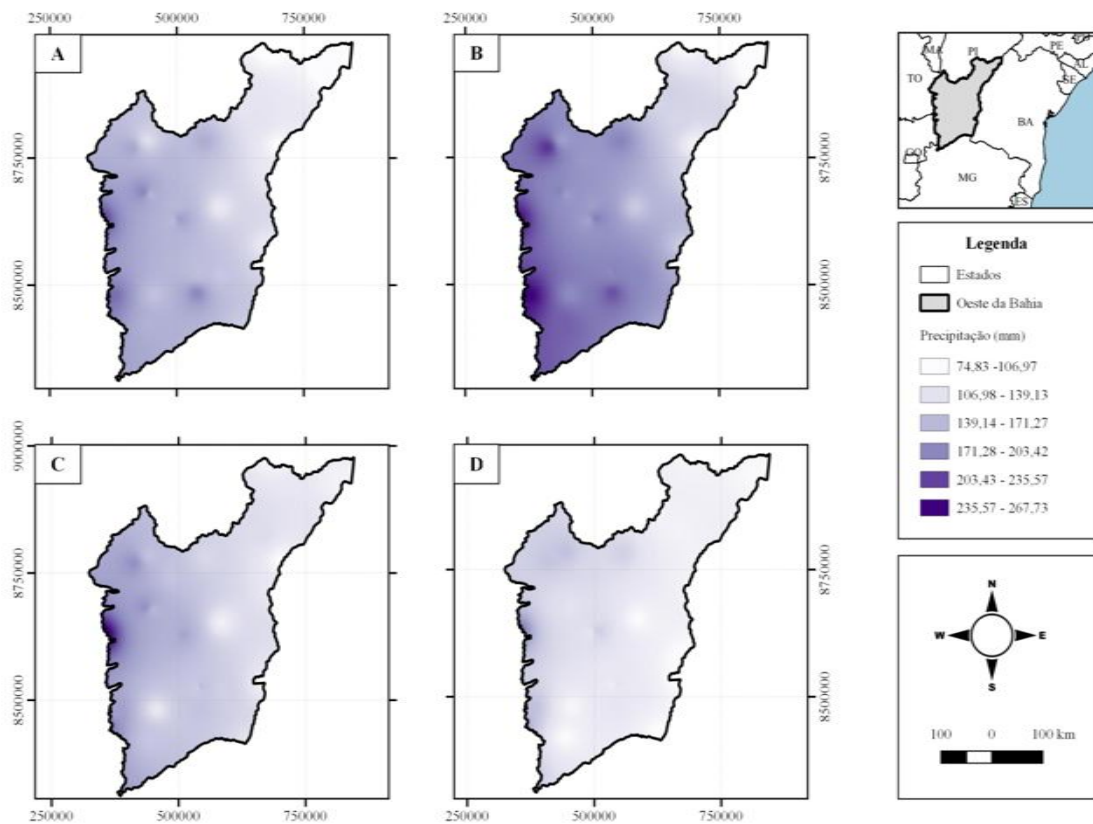 250000 500000 750000
250000 500000 750000
A
B
8750000
8500000
8750000
8500000
C
D
9000000
8750000
8500000
8750000
8500000
250000 500000 750000
250000 500000 750000
MA
PI
PE
AL
TO
SE
BA
GO
MG
ES
Legenda
Estados
Oeste da Bahia
Precipitação (mm)
74,83 -106,97
106,98 - 139,13
139,14 - 171,27
171,28 - 203,42
203,43 - 235,57
235,57 - 267,73
N
W
E
S
100 0 100 km